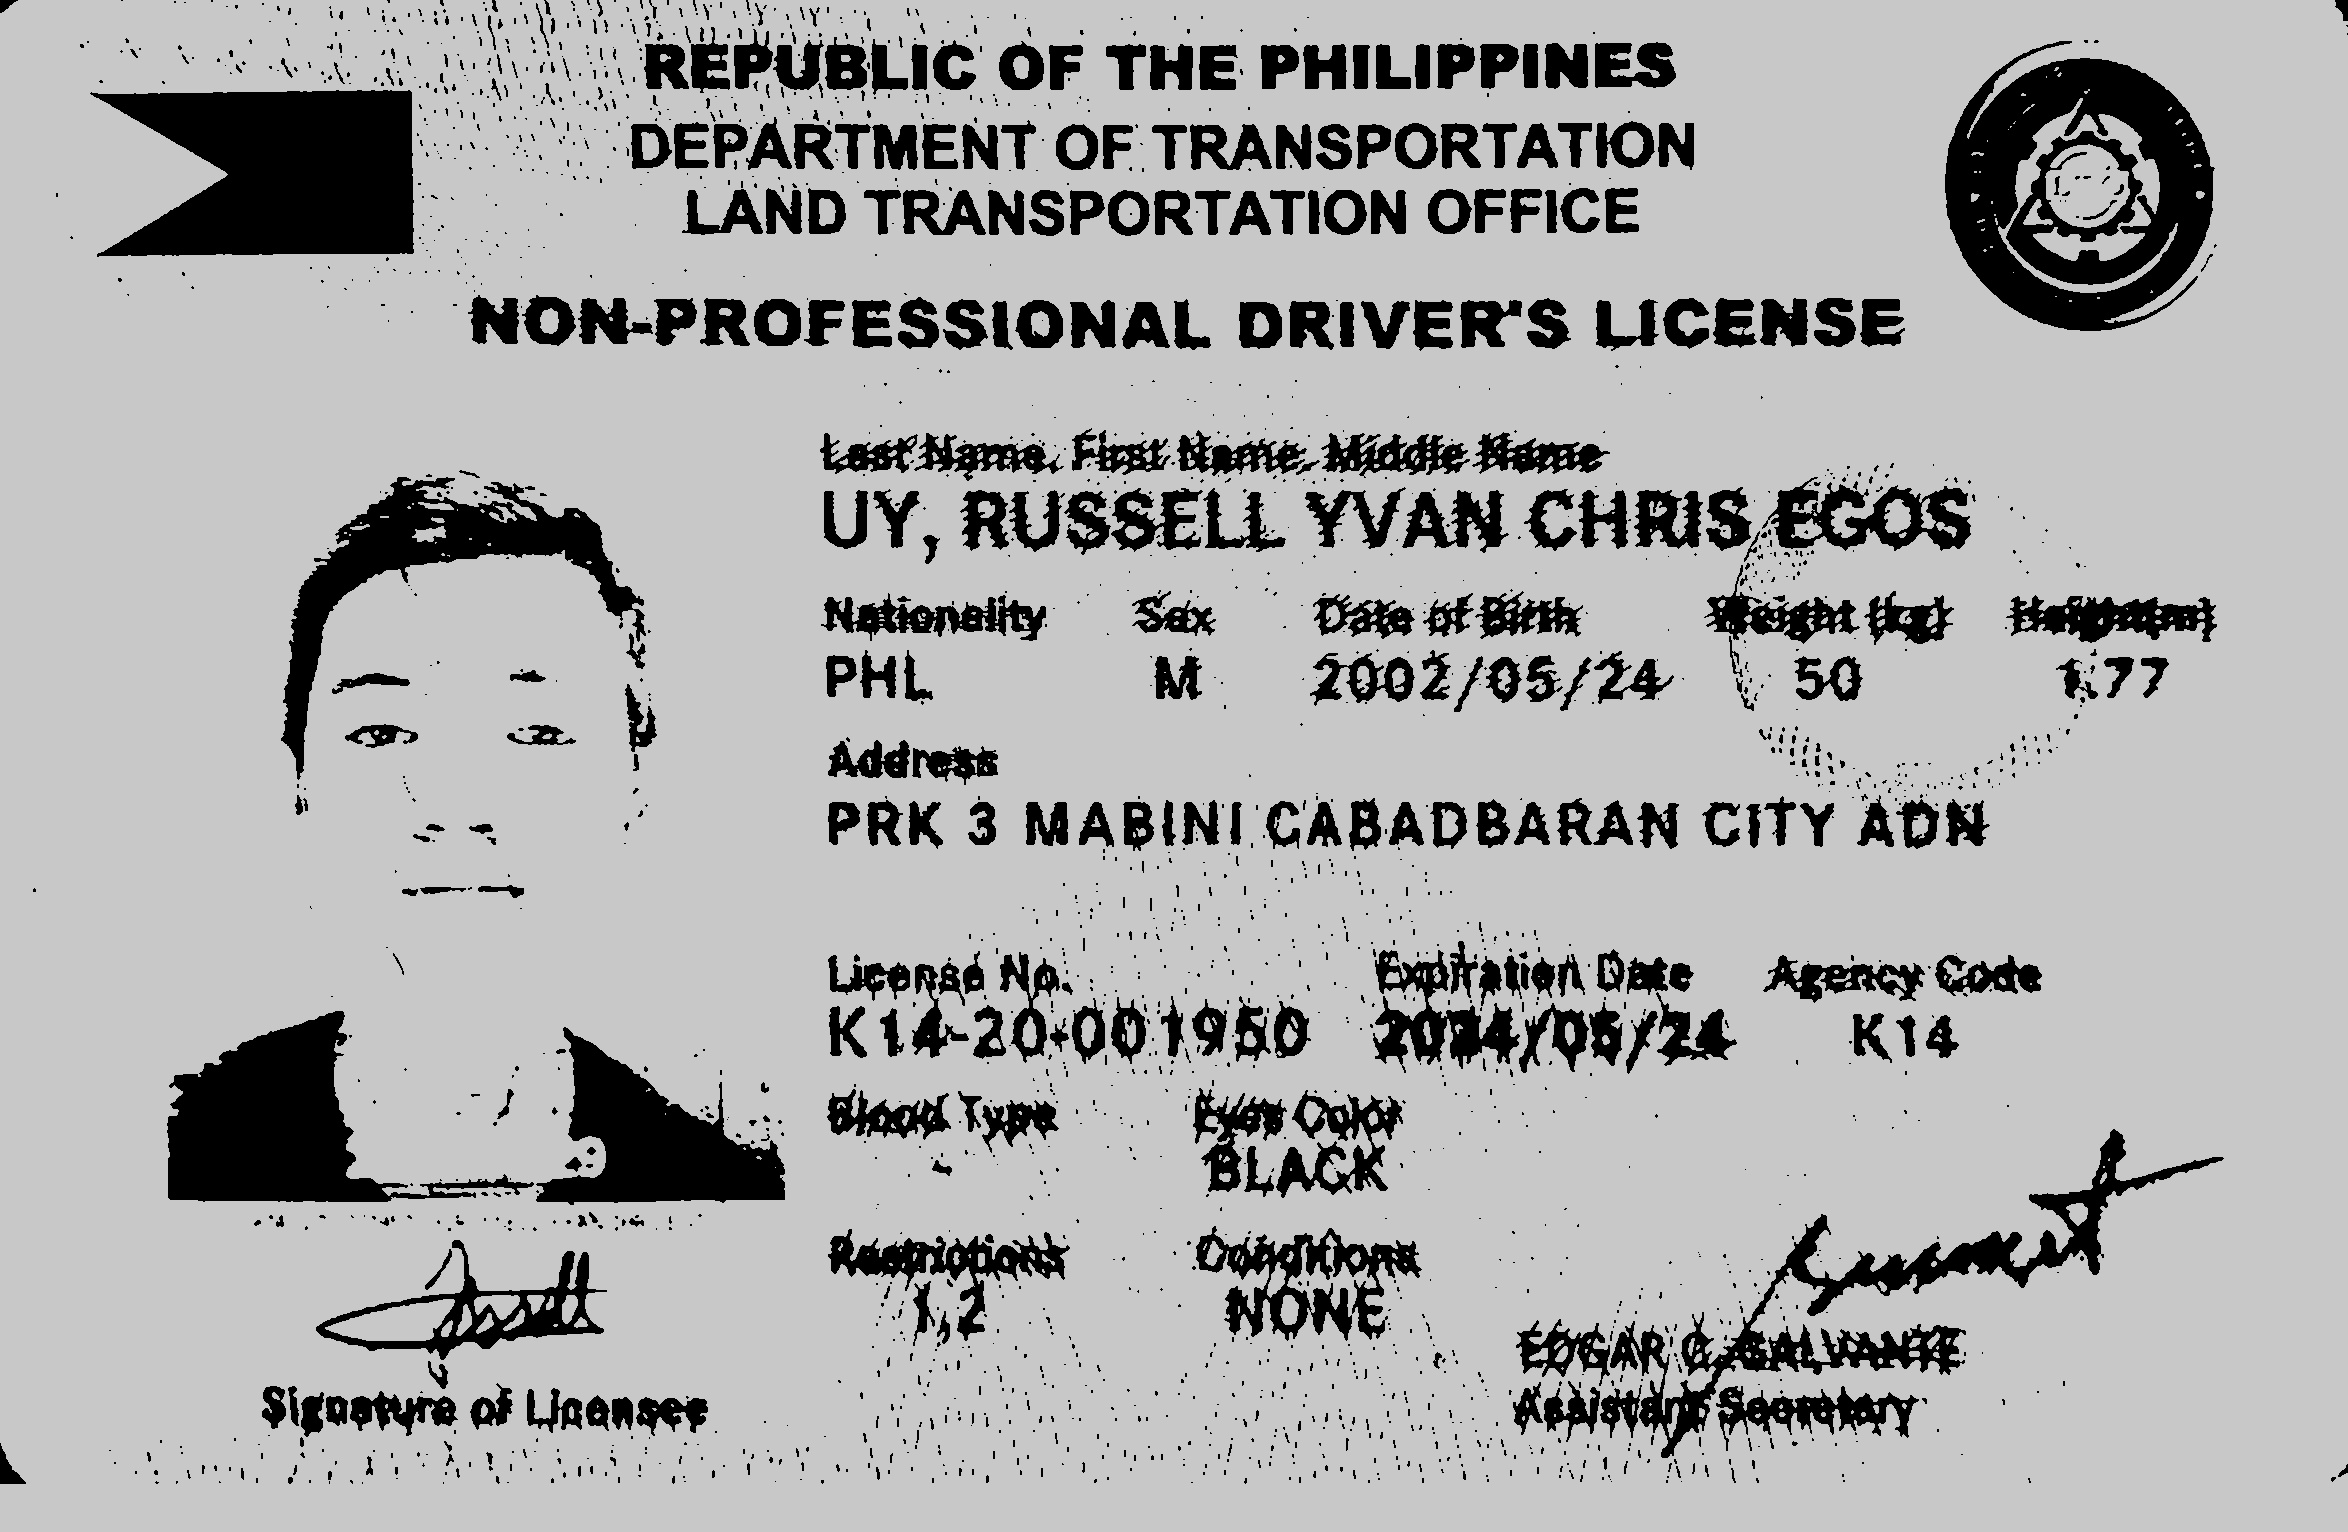 REPUBLIC OF THE PHILIPPINES
DEPARTMENT OF TRANSPORTATION
LAND TRANSPORTATION OFFICE
NON-PROFESSIONAL DRIVER'S LICENSE
Last Name, First Name, Middle Name
UY, RUSSELL YVAN CHRIS EGOS
Nationality Sex Date of Birth Weight (kg) Height(m)
PHL M 2002/05/24 50 1.77
Address
PRK 3 MABINI CABADBARAN CITY ADN
License No. Expiration Date Agency Code
K14-20-001950 2024/05/24 K14
Blood Type Eyes Color
BLACK
Restrictions Conditions
1,2 NONE
EDGAR C. GALVANTE
Assistant Secretary
Signature of Licensee